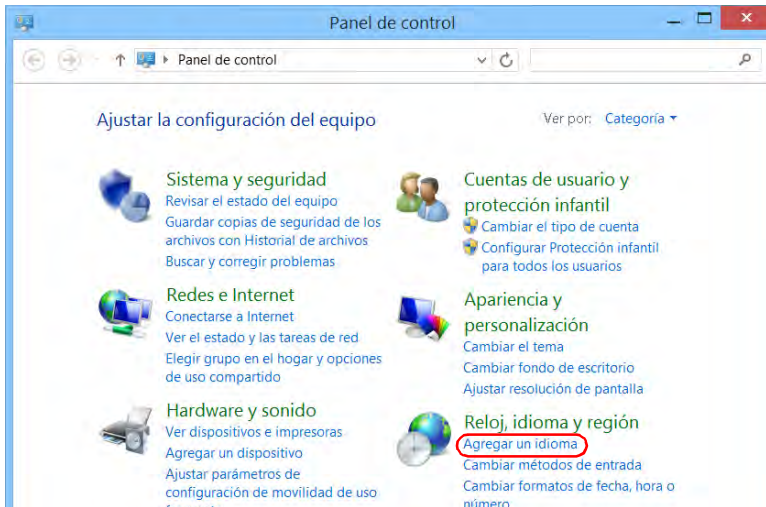 Panel de control
Panel de control
Ajustar la configuración del equipo
Ver por: Categoría
Sistema y seguridad
Revisar el estado del equipo
Guardar copias de seguridad de los
archivos con Historial de archivos
Buscar y corregir problemas
Redes e Internet
Conectarse a Internet
Ver el estado y las tareas de red
Elegir grupo en el hogar y opciones
de uso compartido
Hardware y sonido
Ver dispositivos e impresoras
Agregar un dispositivo
Ajustar parámetros de
configuración de movilidad de uso
Cuentas de usuario y
protección infantil
Cambiar el tipo de cuenta
Configurar Protección infantil
para todos los usuarios
Apariencia y
personalización
Cambiar el tema
Cambiar fondo de escritorio
Ajustar resolución de pantalla
Reloj, idioma y región
Agregar un idioma
Cambiar métodos de entrada
Cambiar formatos de fecha, hora o
número